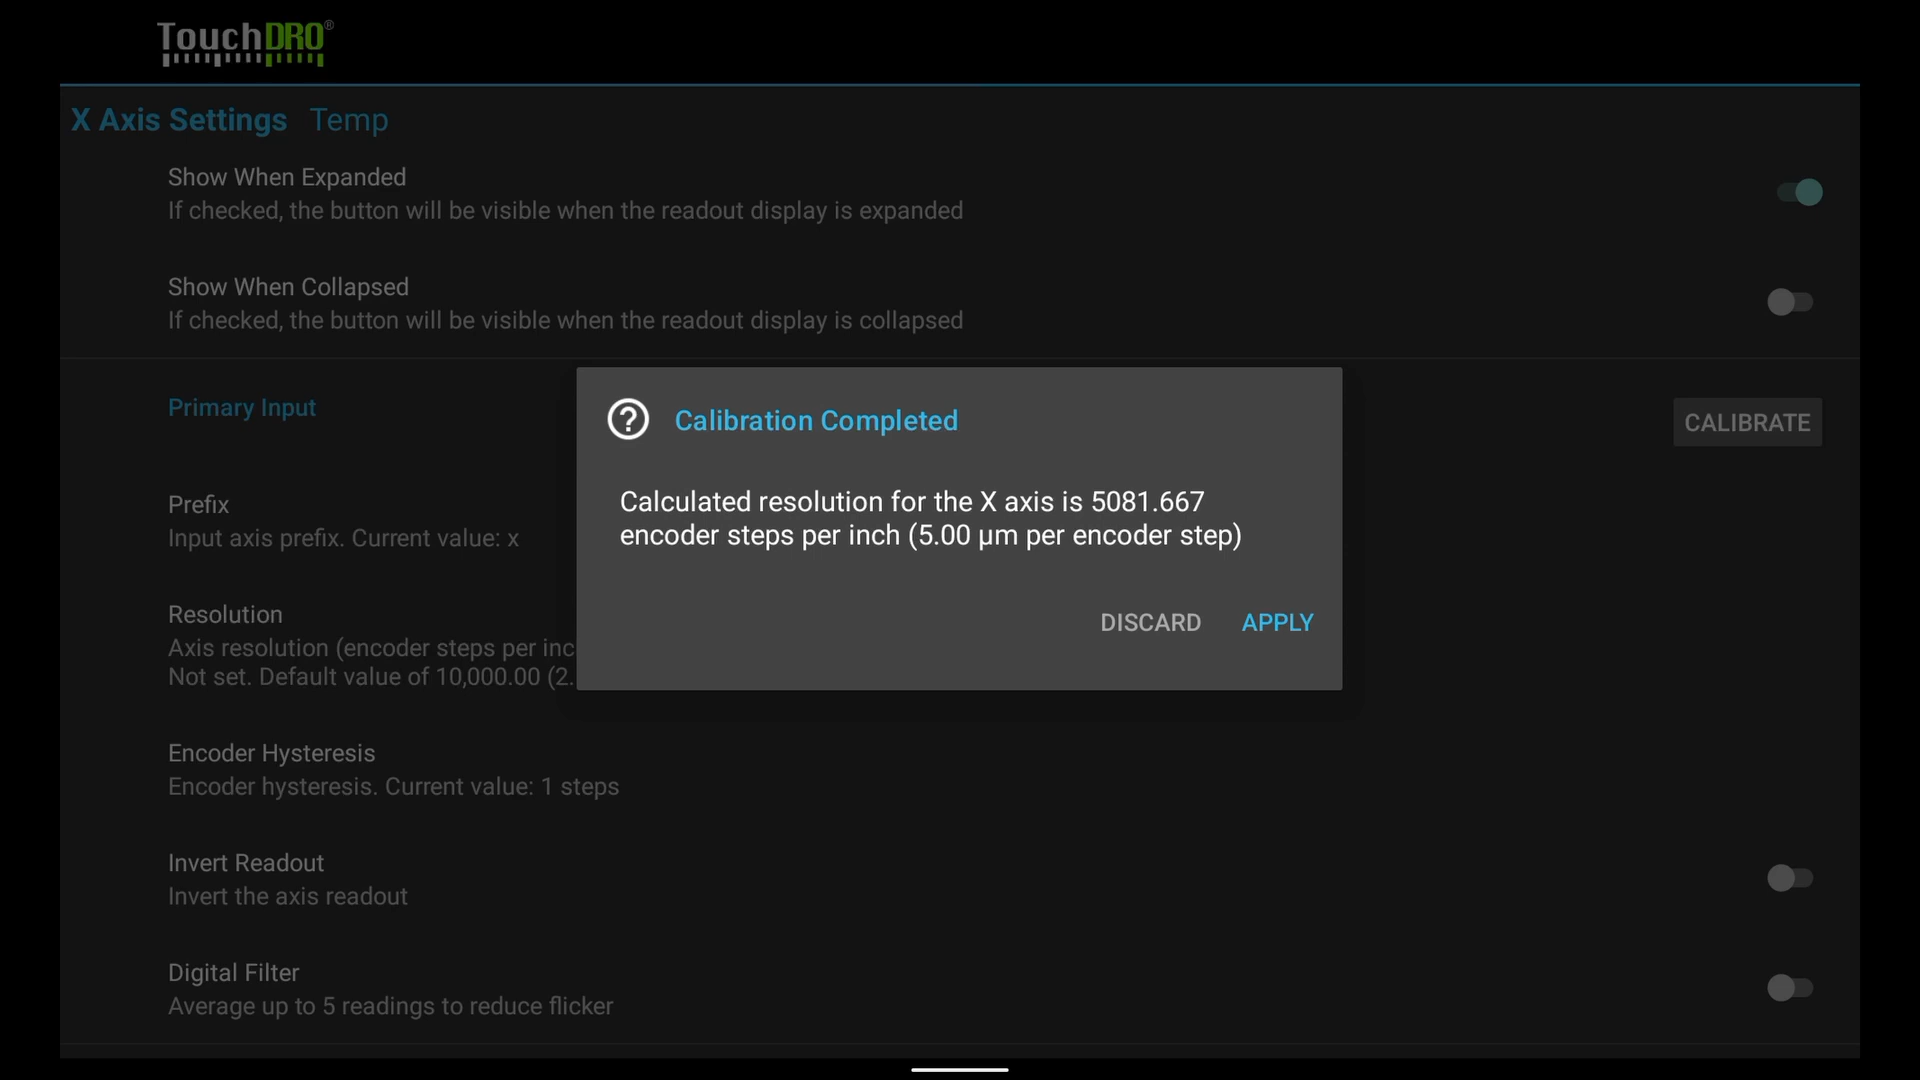 TouchDRO®
X Axis Settings Temp
Show When Expanded
If checked, the button will be visible when the readout display is expanded
Show When Collapsed
If checked, the button will be visible when the readout display is collapsed
Primary Input
CALIBRATE
Prefix
Input axis prefix. Current value: x
Resolution
Axis resolution (encoder steps per inc
Not set. Default value of 10,000.00 (2.
Calibration Completed
Calculated resolution for the X axis is 5081.667
encoder steps per inch (5.00 µm per encoder step)
DISCARD APPLY
Encoder Hysteresis
Encoder hysteresis. Current value: 1 steps
Invert Readout
Invert the axis readout
Digital Filter
Average up to 5 readings to reduce flicker